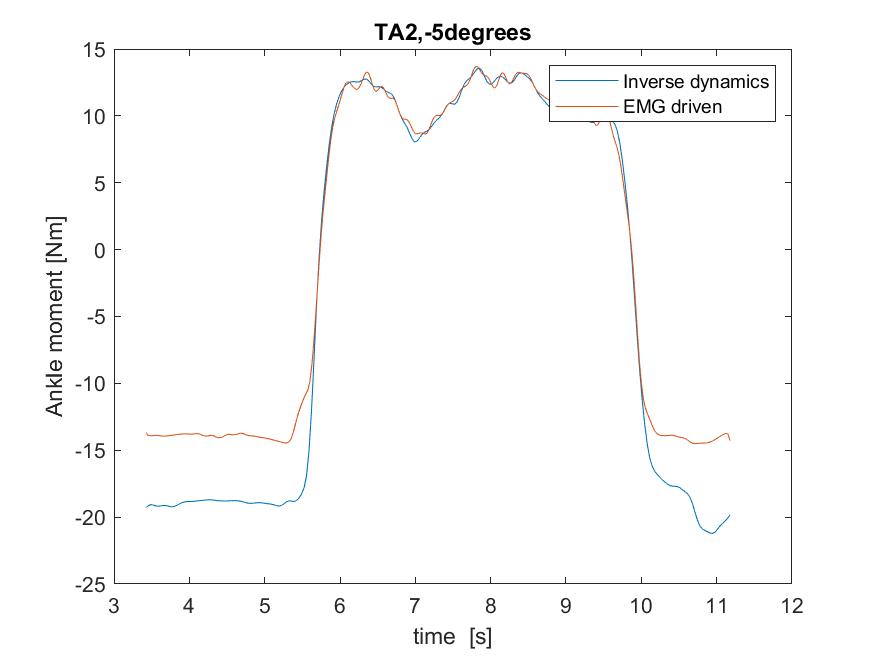 TA2,-5degrees
15
10
5
0
-5
-10
-15
-20
-25
Ankle moment [Nm]
Inverse dynamics
EMG driven
3 4 5 6 7 8 9 10 11 12
time [s]